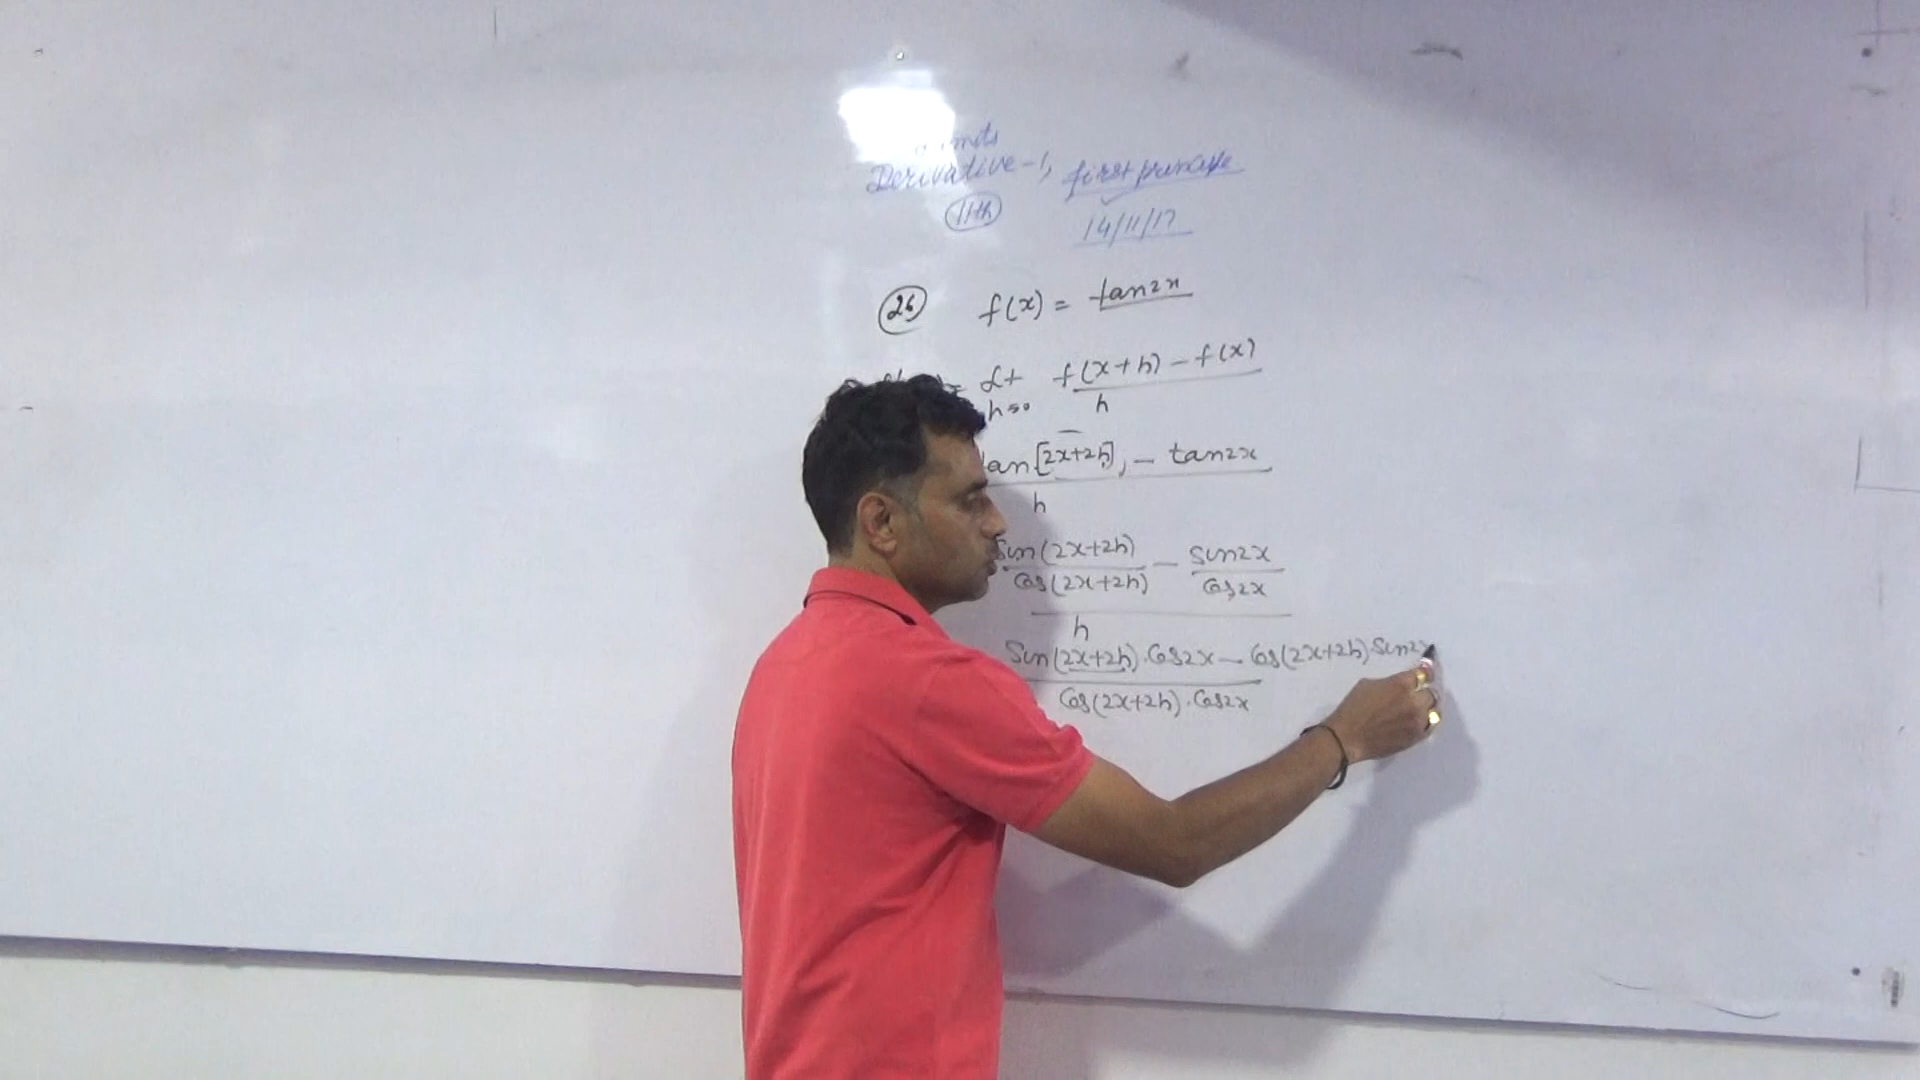 Derivative-1, first principle
11th
14/11/17
26 f(x) = tan2x
= Lt f(x+h) - f(x)
h→0 h
tan[2x+2h] - tan2x
h
Sin(2x+2h) - Sin2x
Cos(2x+2h) Cos2x
h
Sin(2x+2h).Cos2x - Cos(2x+2h).Sin2x
Cos(2x+2h).Cos2x